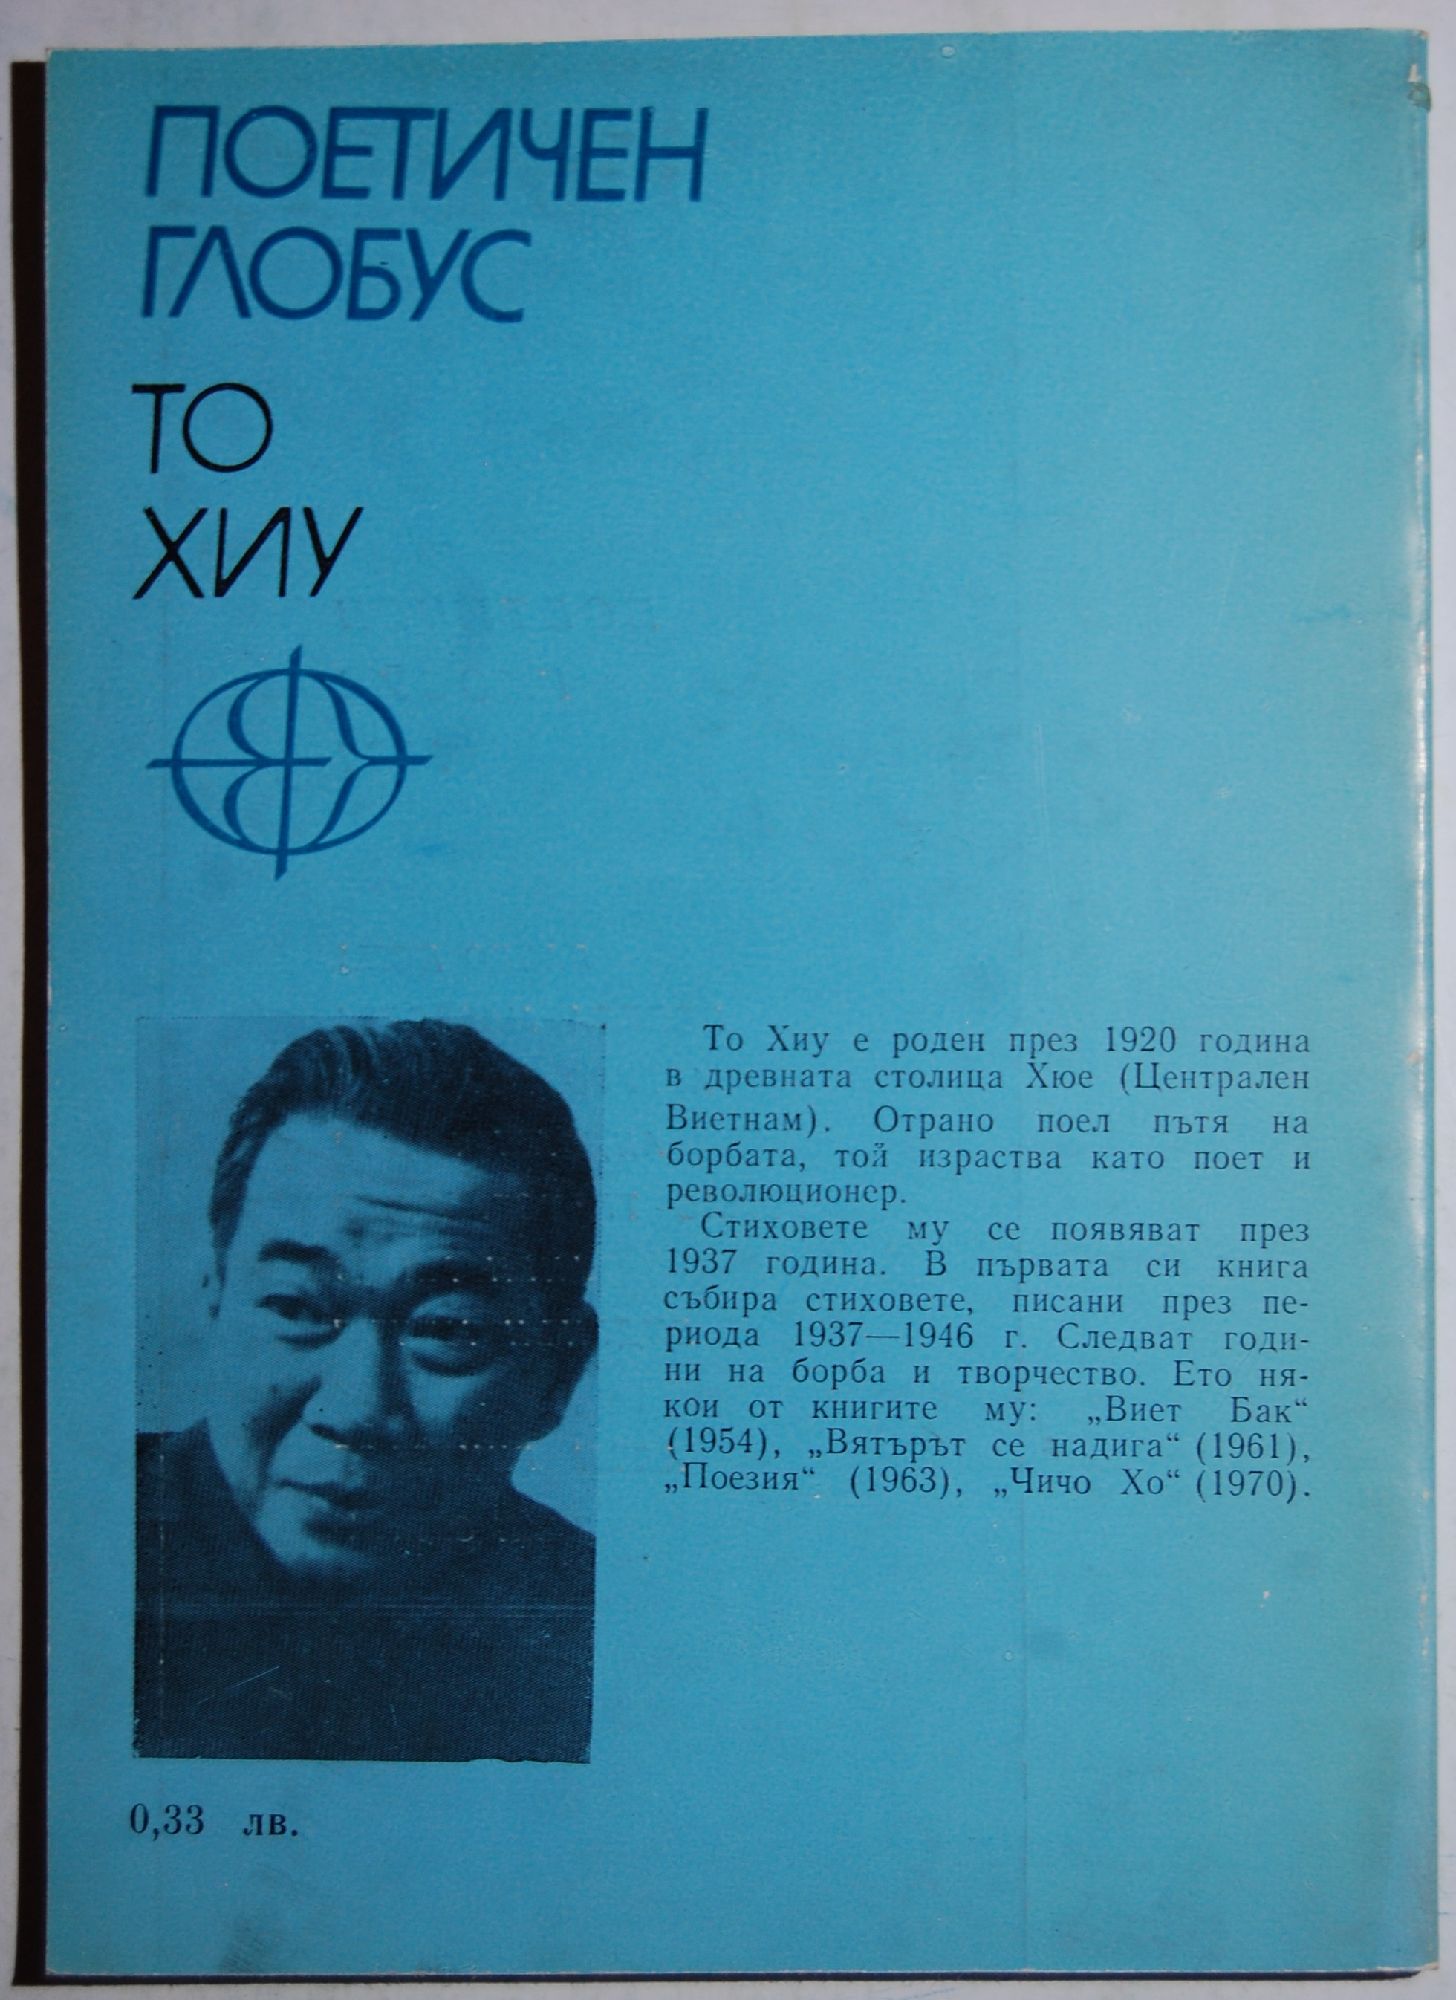 ПОЕТИЧЕН
ГЛОБУС
ТО
ХИУ
То Хиу е роден през 1920 година
в древната столица Хюе (Централен
Виетнам). Отрано поел пътя на
борбата, той израства като поет и
революционер.
Стиховете му се появяват през
1937 година. В първата си книга
събира стиховете, писани през пе-
риода 1937—1946 г. Следват годи-
ни на борба и творчество. Ето ня-
кои от книгите му: „Виет Бак“
(1954), „Вятърът се надига“ (1961),
„Поезия“ (1963), „Чичо Хо“ (1970).
0,33 лв.